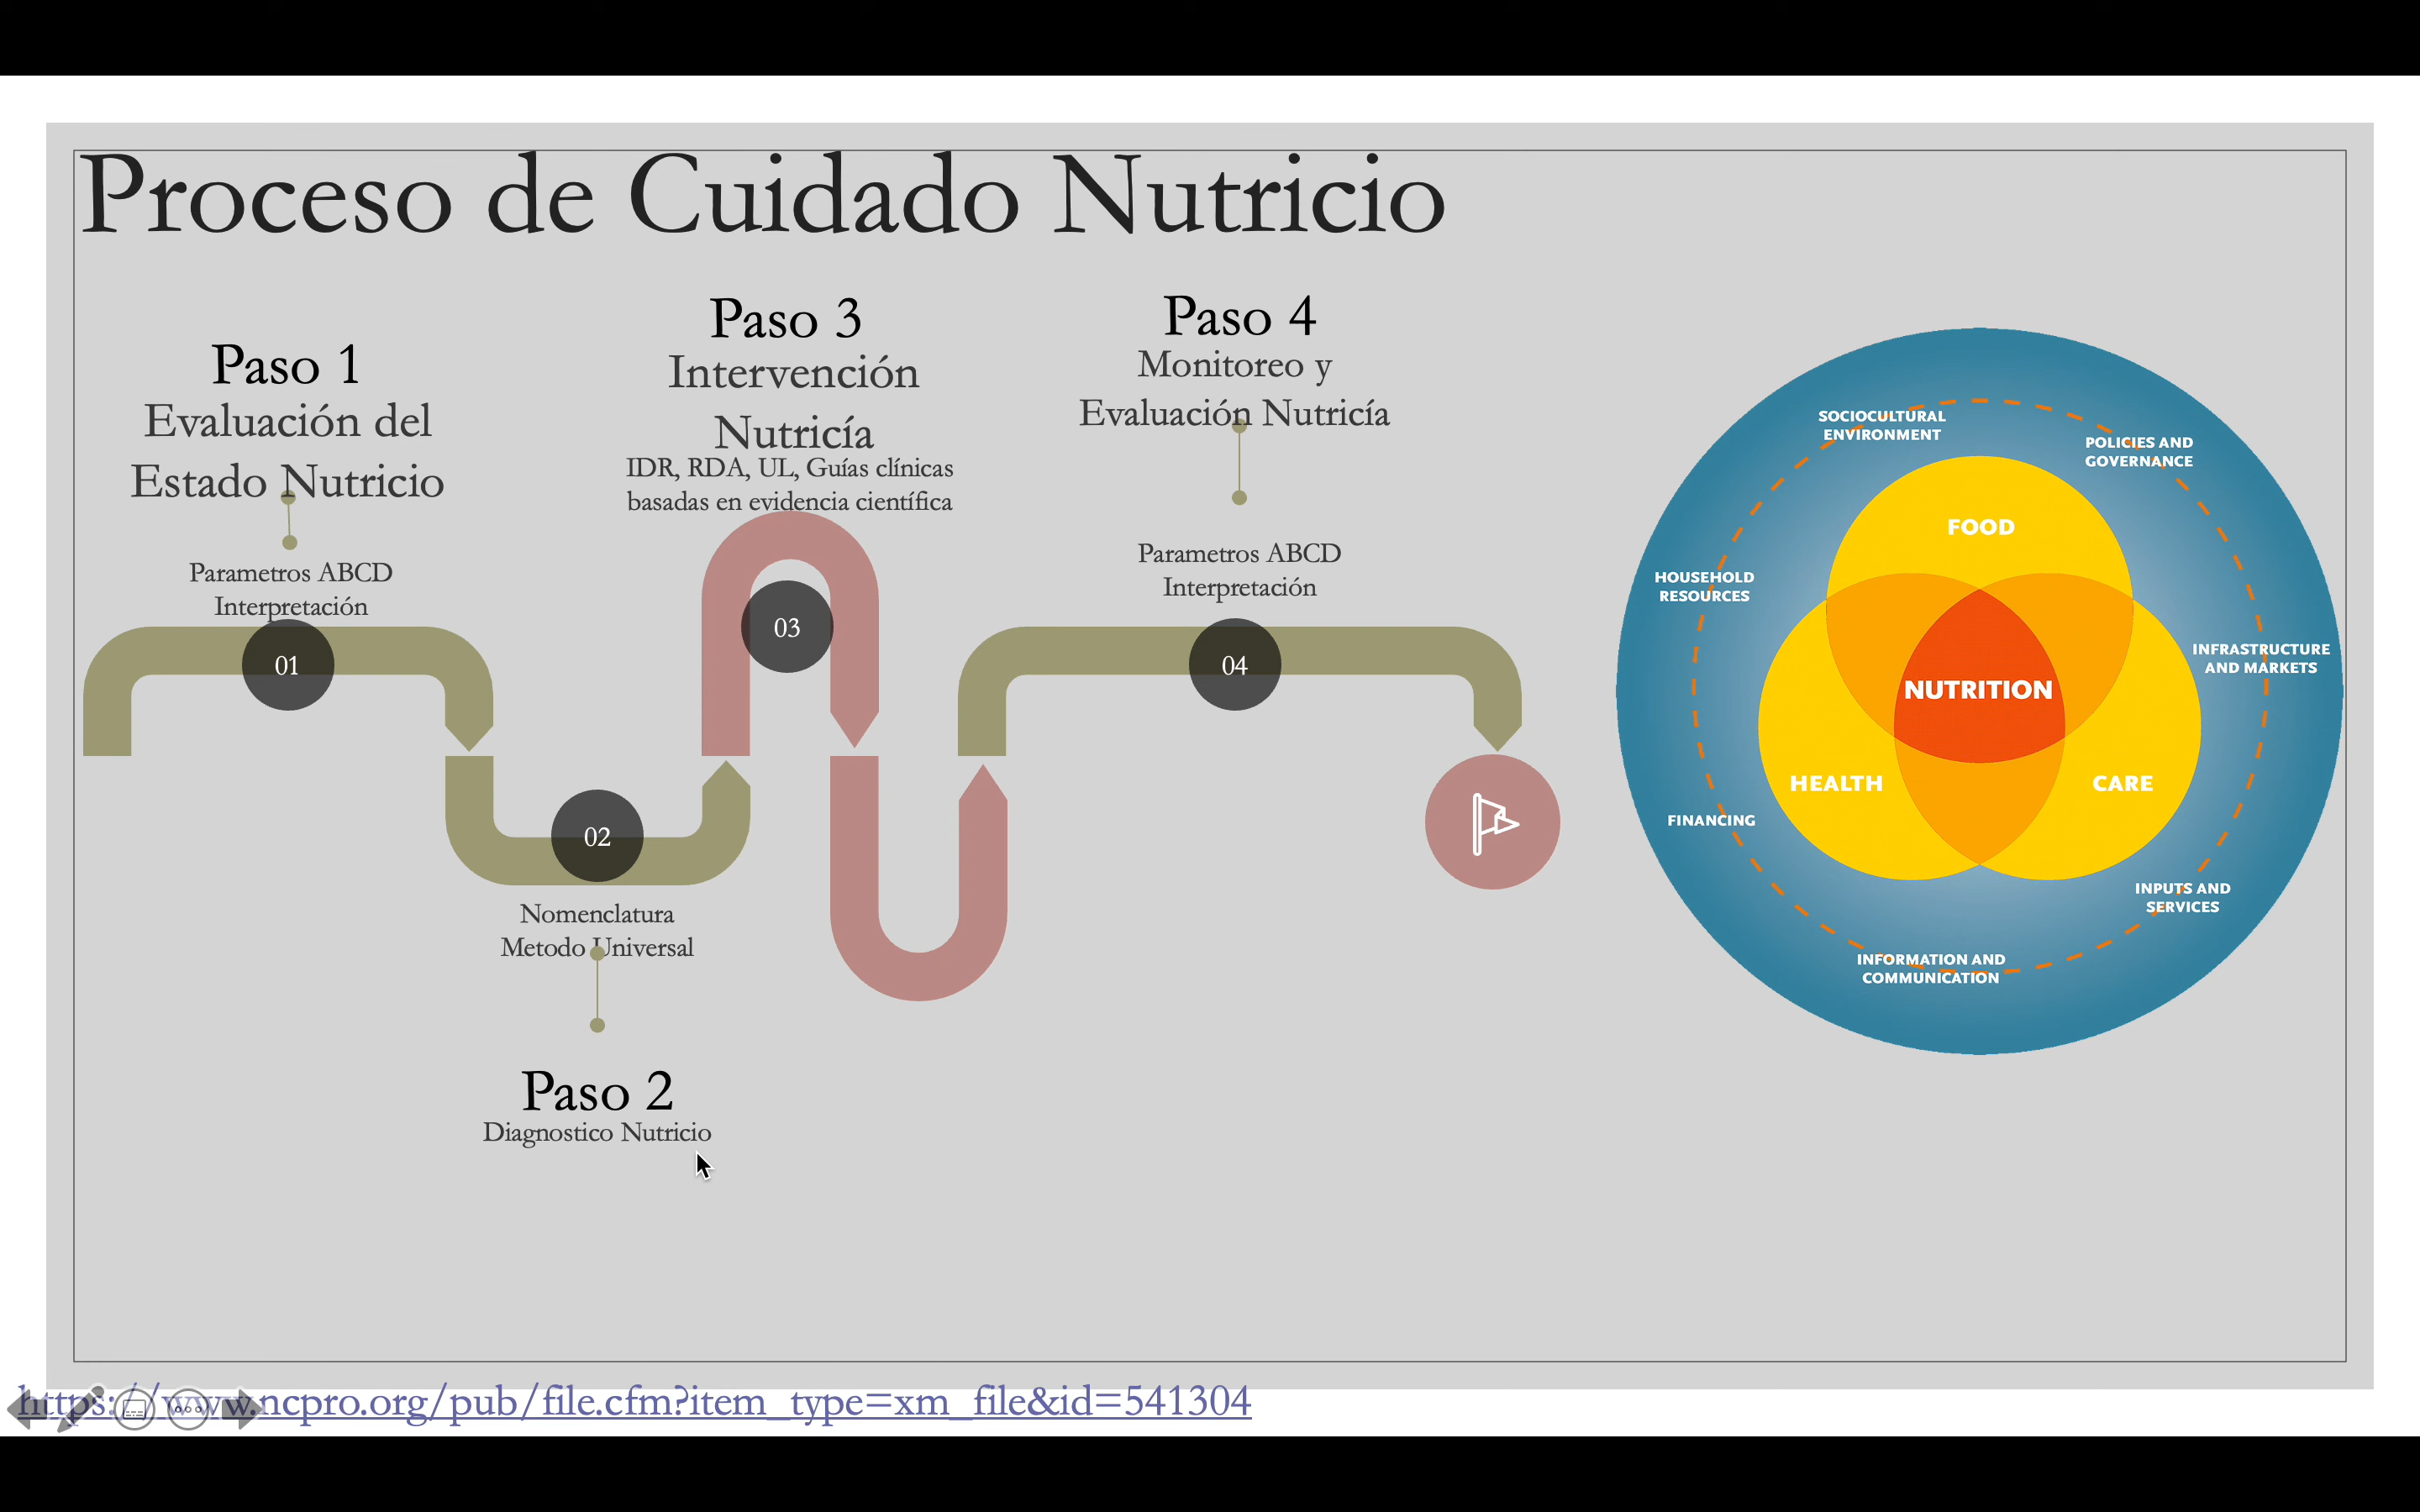 Proceso de Cuidado Nutricio
Paso 1
Evaluación del
Estado Nutricio
Parametros ABCD
Interpretación
01
02
Nomenclatura
Metodo Universal
Paso 2
Diagnostico Nutricio
Paso 3
Intervención
Nutricía
IDR, RDA, UL, Guías clínicas
basadas en evidencia científica
03
Paso 4
Monitoreo y
Evaluación Nutricía
Parametros ABCD
Interpretación
04
SOCIOCULTURAL
ENVIRONMENT
POLICIES AND
GOVERNANCE
FOOD
HOUSEHOLD
RESOURCES
INFRASTRUCTURE
AND MARKETS
NUTRITION
HEALTH
CARE
FINANCING
INPUTS AND
SERVICES
INFORMATION AND
COMMUNICATION
https://www.ncpro.org/pub/file.cfm?item_type=xm_file&id=541304